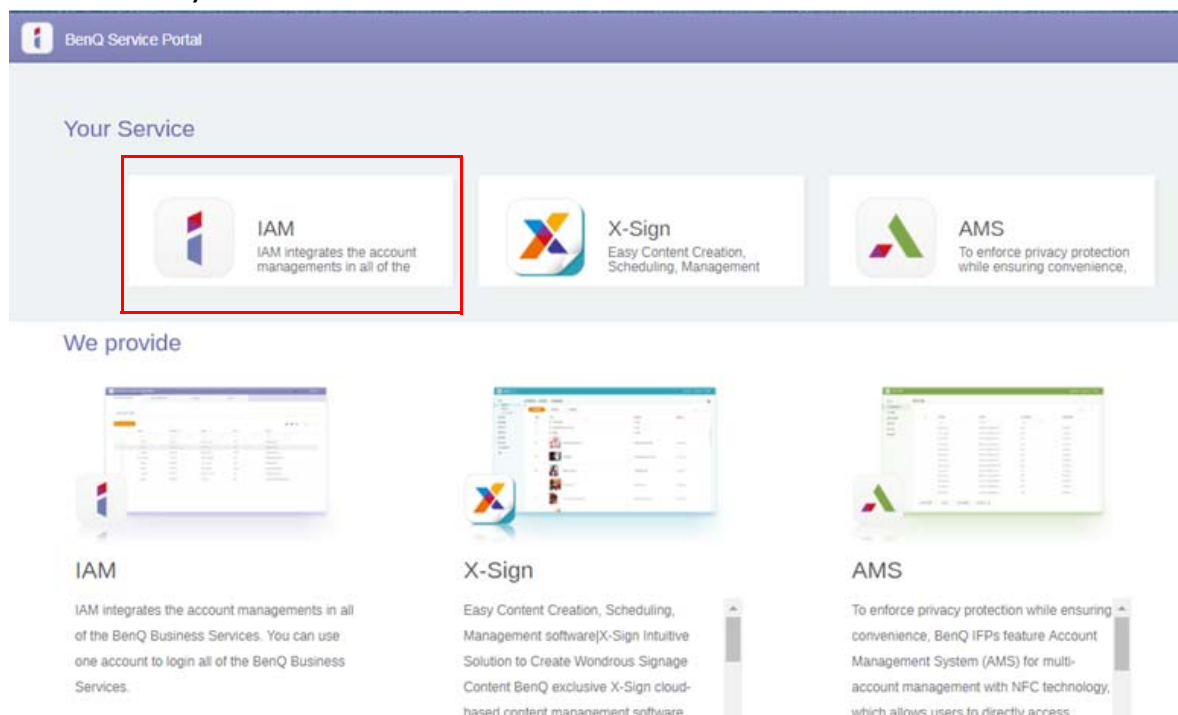 BenQ Service Portal
Your Service
IAM
IAM integrates the account
managements in all of the
X-Sign
Easy Content Creation,
Scheduling, Management
AMS
To enforce privacy protection
while ensuring convenience,
We provide
IAM
IAM integrates the account managements in all
of the BenQ Business Services. You can use
one account to login all of the BenQ Business
Services.
X-Sign
Easy Content Creation, Scheduling,
Management software|X-Sign Intuitive
Solution to Create Wondrous Signage
Content BenQ exclusive X-Sign cloud-
based content management software
AMS
To enforce privacy protection while ensuring
convenience, BenQ IFPs feature Account
Management System (AMS) for multi-
account management with NFC technology,
which allows users to directly access